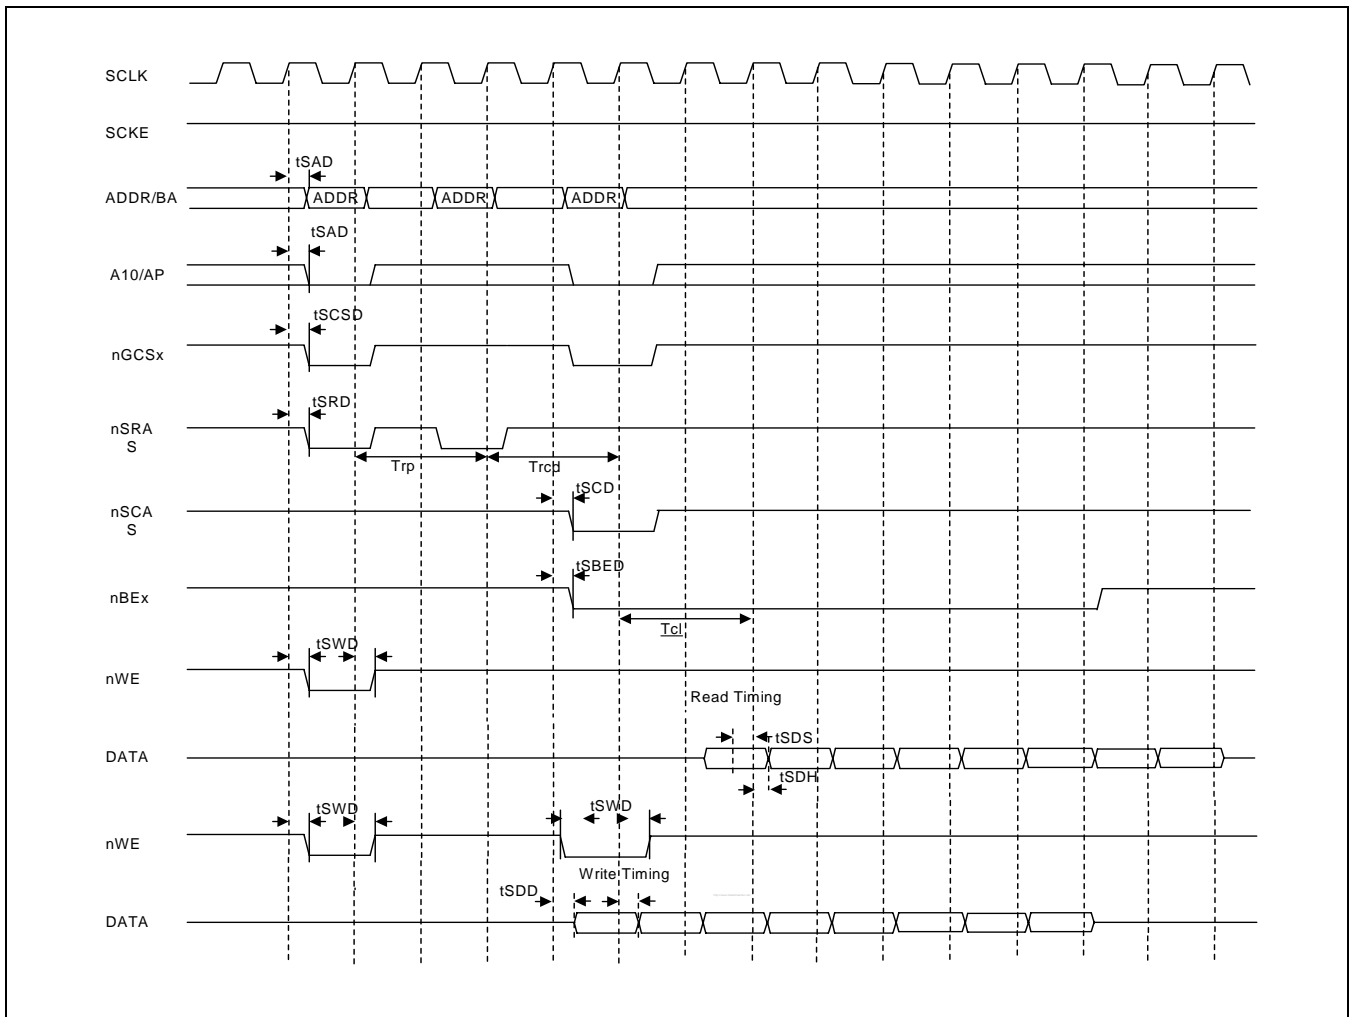 SCLK
SCKE
tSAD
ADDR/BA ADDR ADDR ADDR
tSAD
A10/AP
tSCSD
nGCSx
tSRD
nSRA
S
Trp Trcd
tSCD
nSCA
S
tSBED
nBEx
Tcl
tSWD
nWE
Read Timing
tSDS
DATA
tSDH
tSWD tSWD
nWE
Write Timing
tSDD
DATA